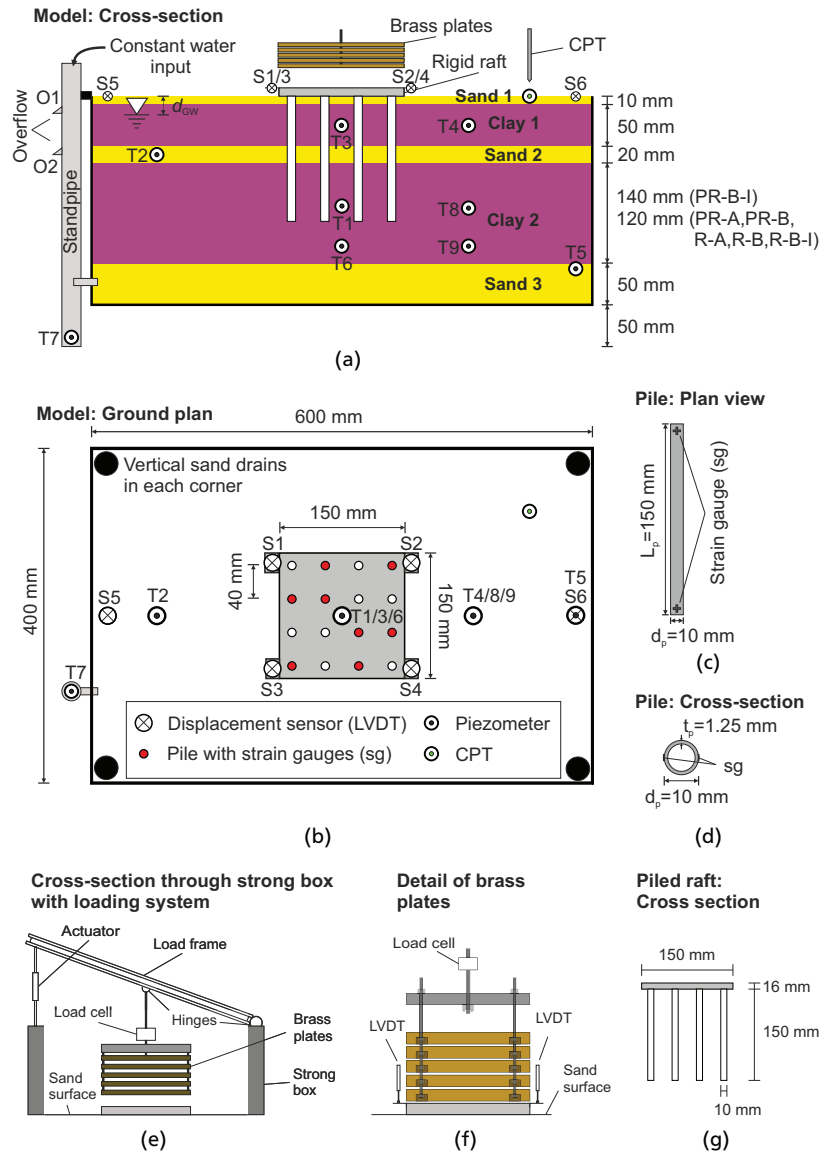 Model: Cross-section
Constant water
input
Brass plates
Rigid raft
CPT
S5
S1/3
S2/4
S6
O1
d_GW
Sand 1
10 mm
Overflow
T3
T4
Clay 1
50 mm
O2
T2
Sand 2
20 mm
Standpipe
T1
T8
Clay 2
140 mm (PR-B-I)
120 mm (PR-A,PR-B,
R-A,R-B,R-B-I)
T6
T9
T5
Sand 3
50 mm
T7
50 mm
(a)
Model: Ground plan
600 mm
Vertical sand drains
in each corner
150 mm
S1
S2
40 mm
400 mm
S5
T2
T1/3/6
150 mm
T4/8/9
T5
S6
T7
S3
S4
Displacement sensor (LVDT)
Piezometer
Pile with strain gauges (sg)
CPT
(b)
Pile: Plan view
Lp=150 mm
Strain gauge (sg)
dp=10 mm
(c)
Pile: Cross-section
tp=1.25 mm
sg
dp=10 mm
(d)
Cross-section through strong box
with loading system
Actuator
Load frame
Load cell
Hinges
Brass
plates
Sand
surface
Strong
box
(e)
Detail of brass
plates
Load cell
LVDT
LVDT
Sand
surface
(f)
Piled raft:
Cross section
150 mm
16 mm
150 mm
10 mm
(g)